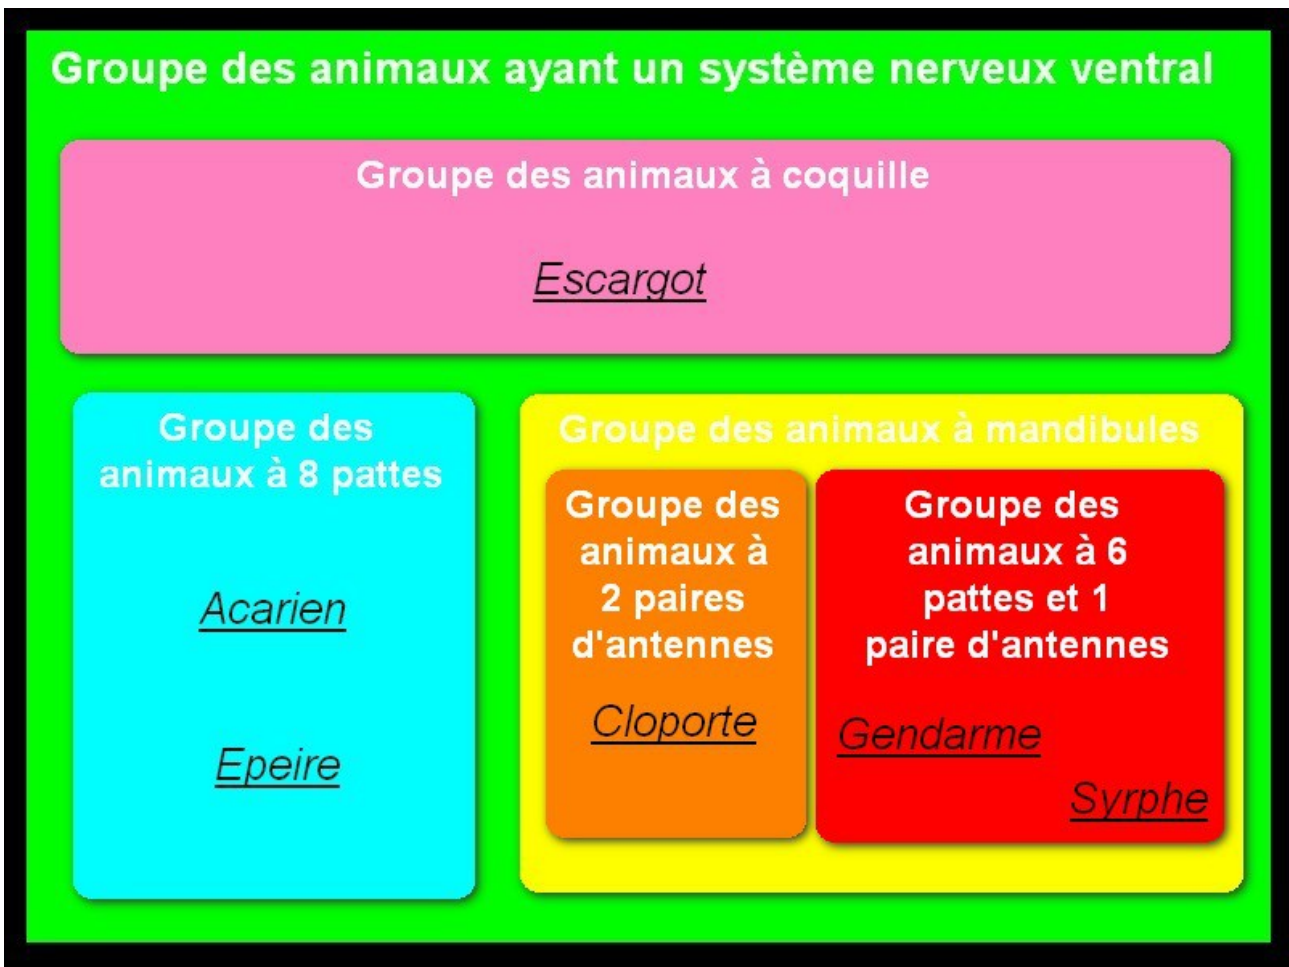 Groupe des animaux ayant un système nerveux ventral
Groupe des animaux à coquille
Escargot
Groupe des
animaux à 8 pattes
Acarien
Epeire
Groupe des animaux à mandibules
Groupe des
animaux à
2 paires
d'antennes
Cloporte
Groupe des
animaux à 6
pattes et 1
paire d'antennes
Gendarme
Syrphe